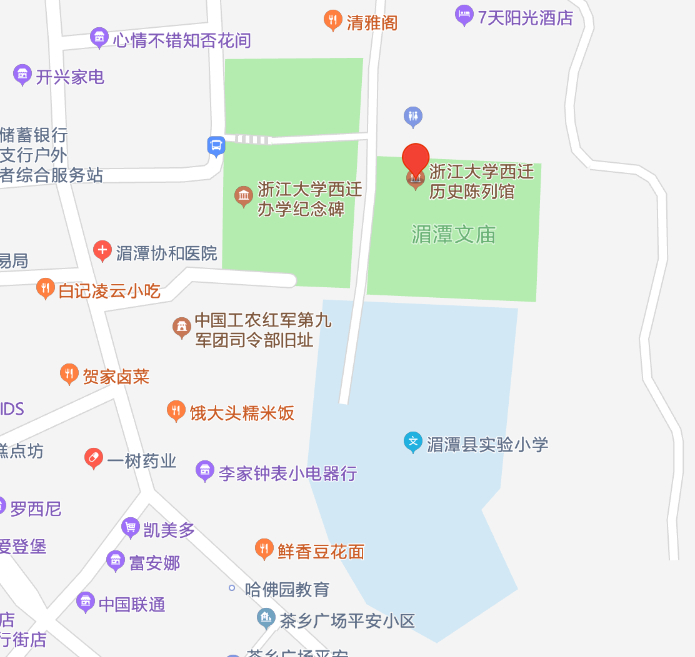 清雅阁
7天阳光酒店
心情不错知否花间
开兴家电
储蓄银行
支行户外
者综合服务站
浙江大学西迁
办学纪念碑
浙江大学西迁
历史陈列馆
湄潭文庙
湄潭协和医院
易局
白记凌云小吃
中国工农红军第九
军团司令部旧址
贺家卤菜
IDS
饿大头糯米饭
湄潭县实验小学
糕点坊
一树药业
李家钟表小电器行
罗西尼
凯美多
爱登堡
鲜香豆花面
富安娜
哈佛园教育
中国联通
店
茶乡广场平安小区
行街店
茶乡广场平安